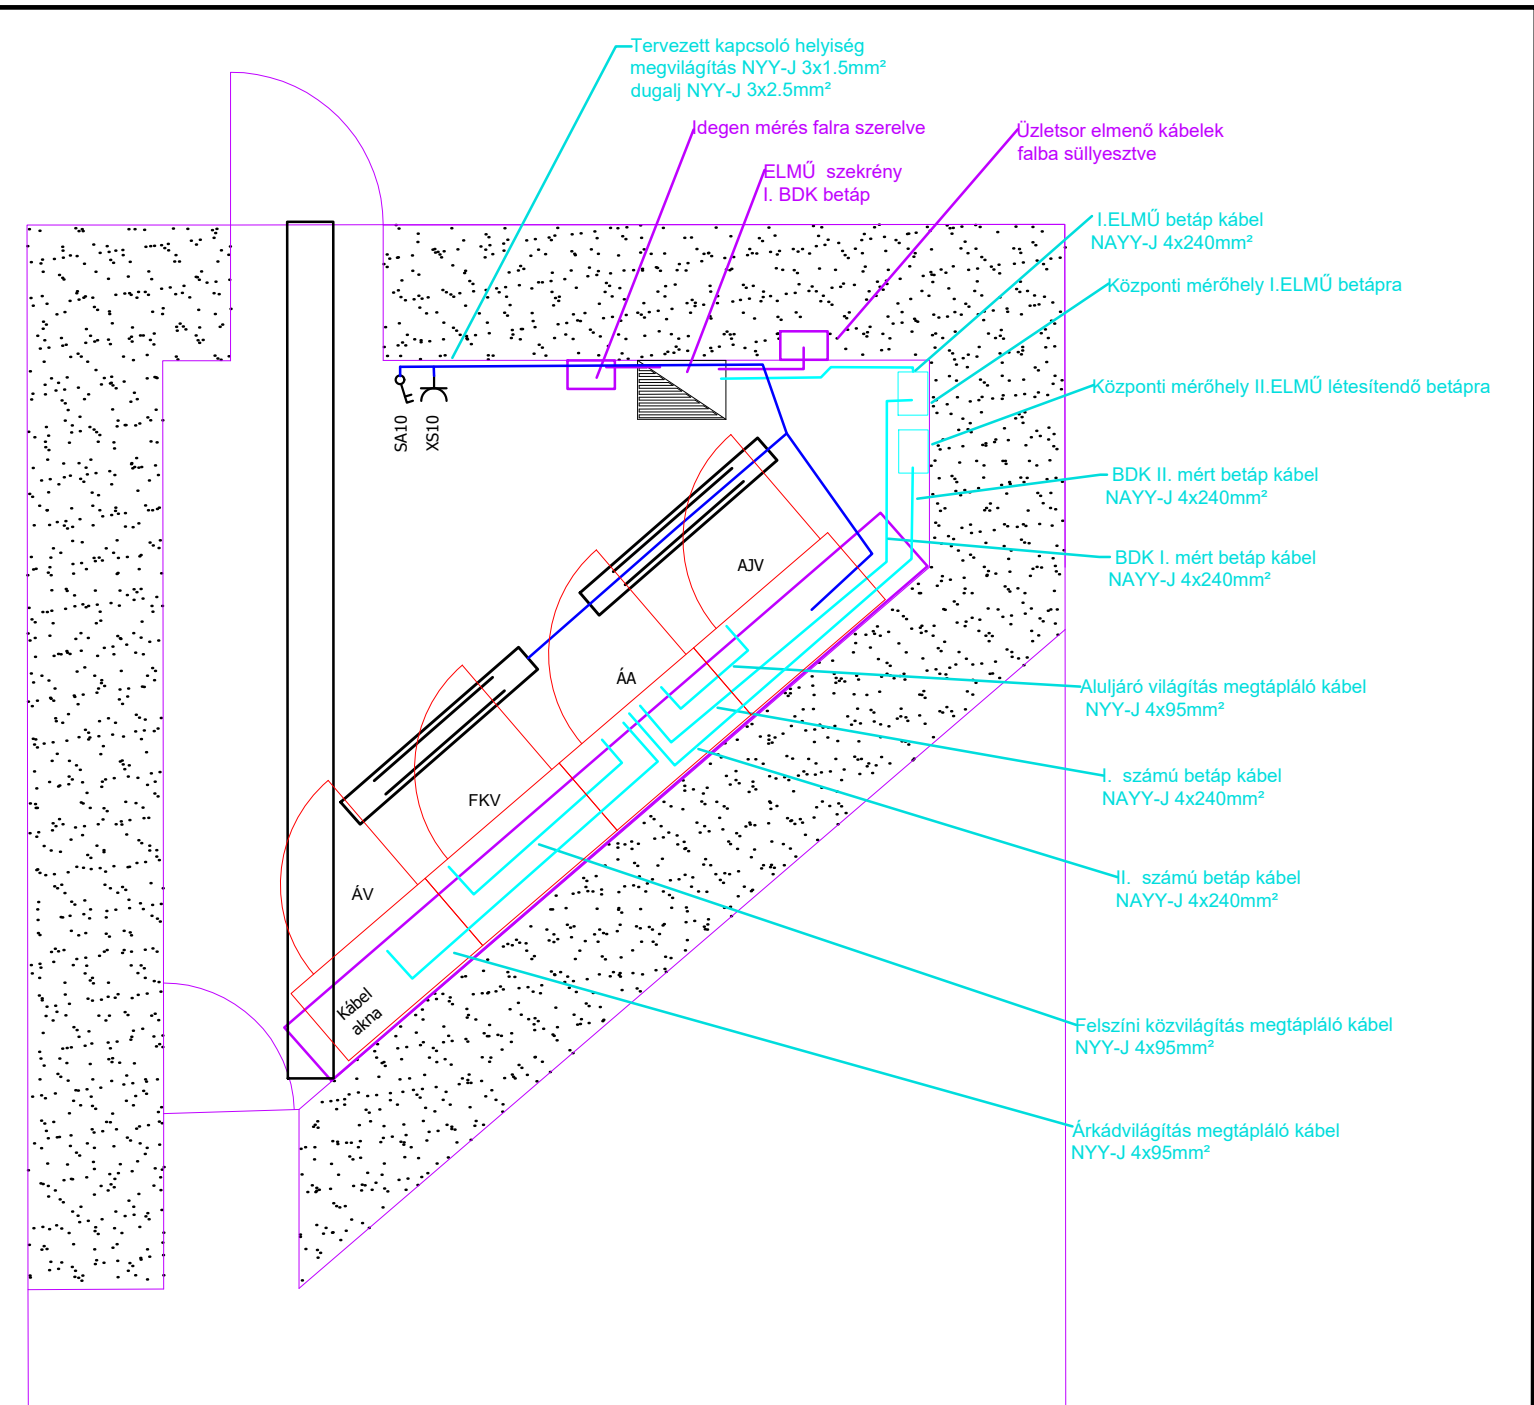 Tervezett kapcsoló helyiség
megvilágítás NYY-J 3x1.5mm²
dugalj NYY-J 3x2.5mm²
Idegen mérés falra szerelve
ELMŰ  szekrény
I. BDK betáp
Üzletsor elmenő kábelek
falba süllyesztve
I.ELMŰ betáp kábel
NAYY-J 4x240mm²
Központi mérőhely I.ELMŰ betápra
Központi mérőhely II.ELMŰ létesítendő betápra
SA10
XS10
BDK II. mért betáp kábel
NAYY-J 4x240mm²
BDK I. mért betáp kábel
NAYY-J 4x240mm²
AJV
ÁA
FKV
ÁV
Kábel
akna
Aluljáró világítás megtápláló kábel
NYY-J 4x95mm²
I.  számú betáp kábel
NAYY-J 4x240mm²
II.  számú betáp kábel
NAYY-J 4x240mm²
Felszíni közvilágítás megtápláló kábel
NYY-J 4x95mm²
Árkádvilágítás megtápláló kábel
NYY-J 4x95mm²